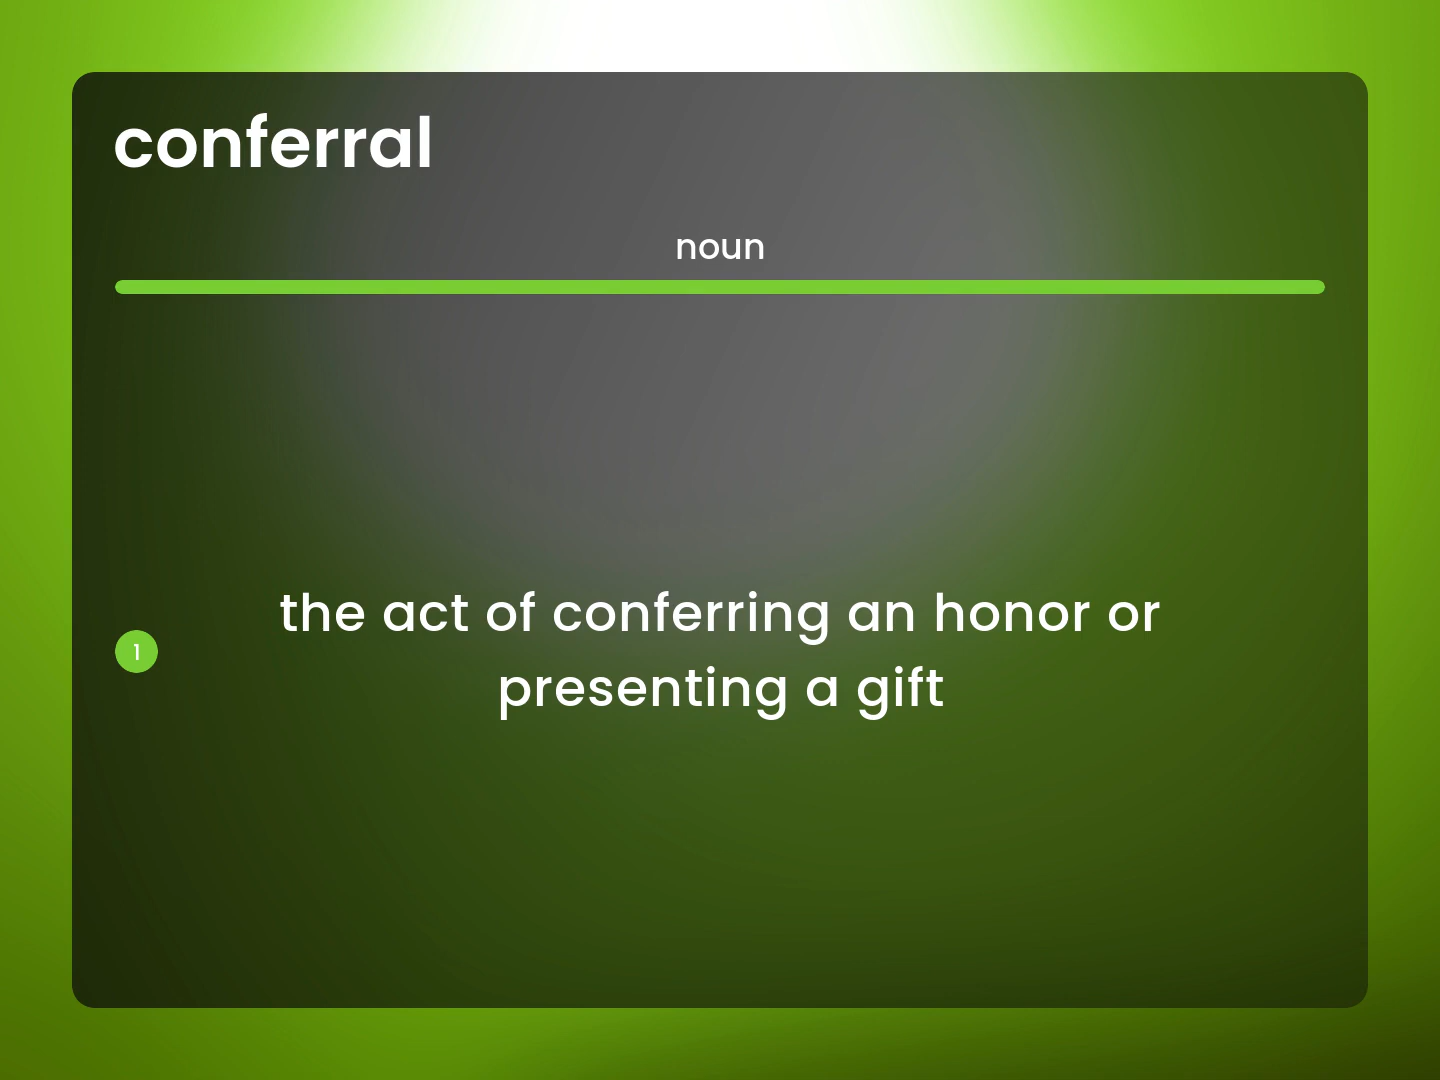 conferral
noun
1
the act of conferring an honor or
presenting a gift